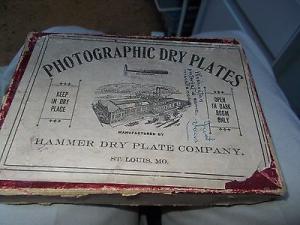 PHOTOGRAPHIC DRY PLATES
KEEP
IN DRY
PLACE
OPEN
IN DARK
ROOM
ONLY
MANUFACTURED BY
HAMMER DRY PLATE COMPANY.
ST. LOUIS, MO.